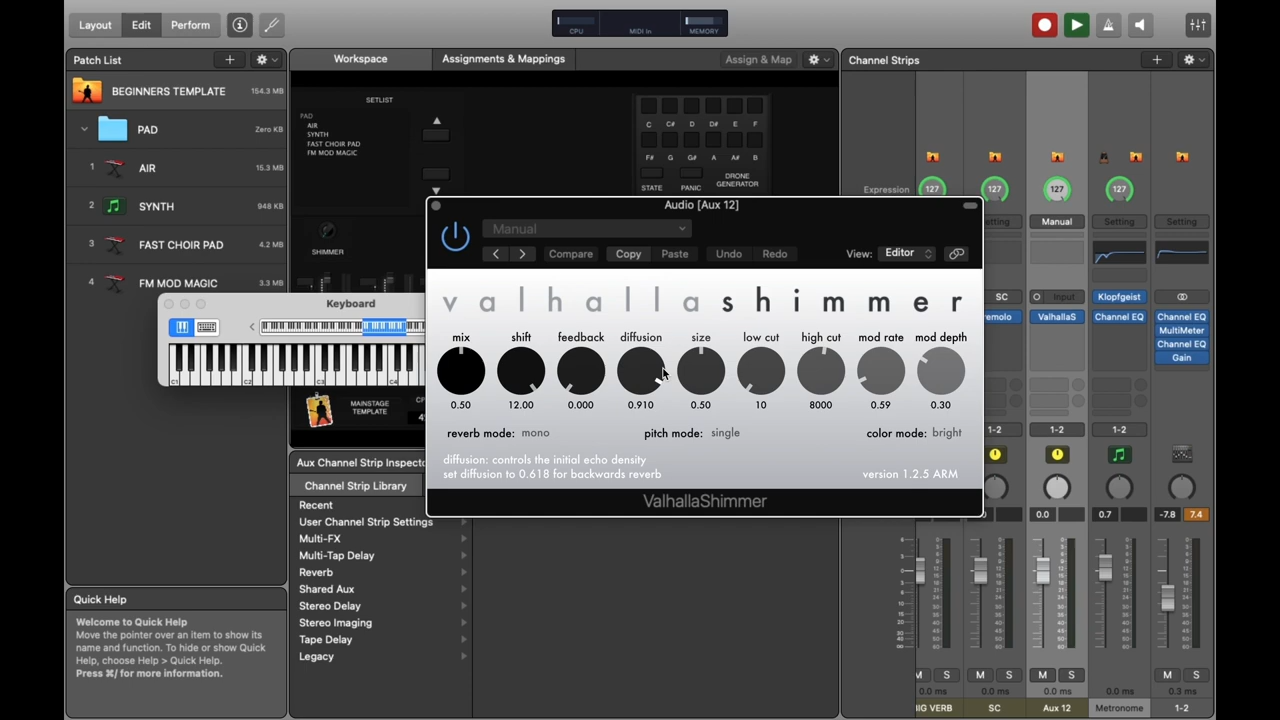 Layout Edit Perform
CPU MIDI In MEMORY
Patch List
BEGINNERS TEMPLATE 154.3 MB
PAD Zero KB
1 AIR 15.3 MB
2 SYNTH 948 KB
3 FAST CHOIR PAD 4.2 MB
4 FM MOD MAGIC 3.3 MB
Workspace Assignments & Mappings Assign & Map
SETLIST
PAD
AIR
SYNTH
FAST CHOIR PAD
FM MOD MAGIC
C C# D D# E F
F# G G# A A# B
STATE PANIC DRONE
GENERATOR
SHIMMER
Keyboard
C1 C2 C3 C4
MAINSTAGE
TEMPLATE
Audio [Aux 12]
Manual
Compare Copy Paste Undo Redo View: Editor
valhallashimmer
mix shift feedback diffusion size low cut high cut mod rate mod depth
0.50 12.00 0.000 0.910 0.50 10 8000 0.59 0.30
reverb mode: mono pitch mode: single color mode: bright
diffusion: controls the initial echo density
set diffusion to 0.618 for backwards reverb version 1.2.5 ARM
ValhallaShimmer
Aux Channel Strip Inspecto
Channel Strip Library
Recent
User Channel Strip Settings
Multi-FX
Multi-Tap Delay
Reverb
Shared Aux
Stereo Delay
Stereo Imaging
Tape Delay
Legacy
Quick Help
Welcome to Quick Help
Move the pointer over an item to show its
name and function. To hide or show Quick
Help, choose Help > Quick Help.
Press ⌘/ for more information.
Channel Strips
Expression 127 127 127 127
etting Setting Manual Setting Setting
SC Input Klopfgeist
remolo ValhallaS Channel EQ Channel EQ
MultiMeter
Channel EQ
Gain
1-2 1-2 1-2
0.0 0.7 -7.8 7.4
M S M S M S M S
0.0 ms 0.0 ms 0.0 ms 0.0 ms 0.3 ms
IG VERB SC Aux 12 Metronome 1-2